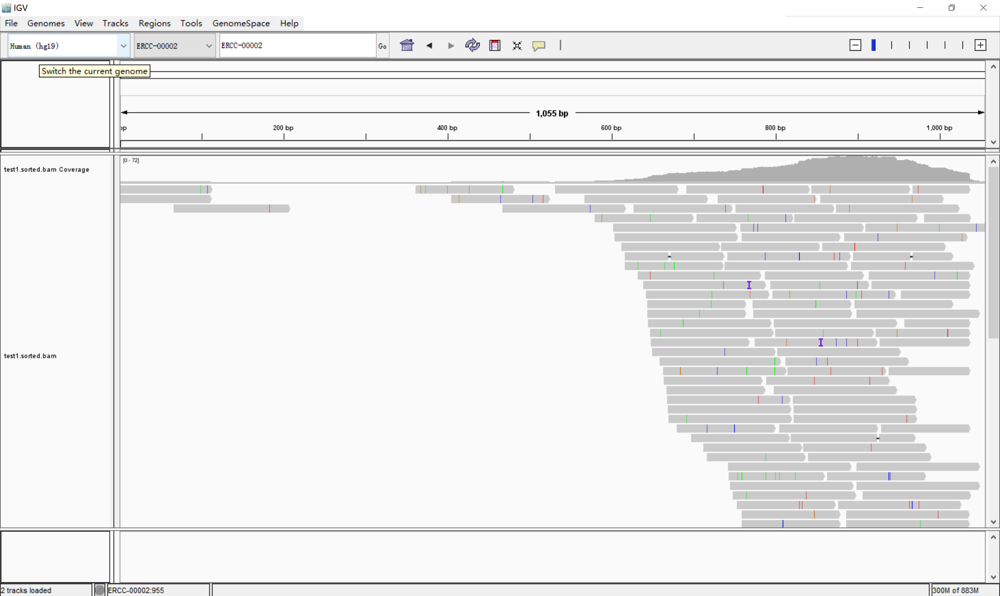 IGV
File Genomes View Tracks Regions Tools GenomeSpace Help
Human (hg19) ERCC-00002 ERCC-00002 Go
Switch the current genome
1,055 bp
200 bp 400 bp 600 bp 800 bp 1,000 bp
[0 - 72]
test1.sorted.bam Coverage
test1.sorted.bam
2 tracks loaded ERCC-00002:955 300M of 883M